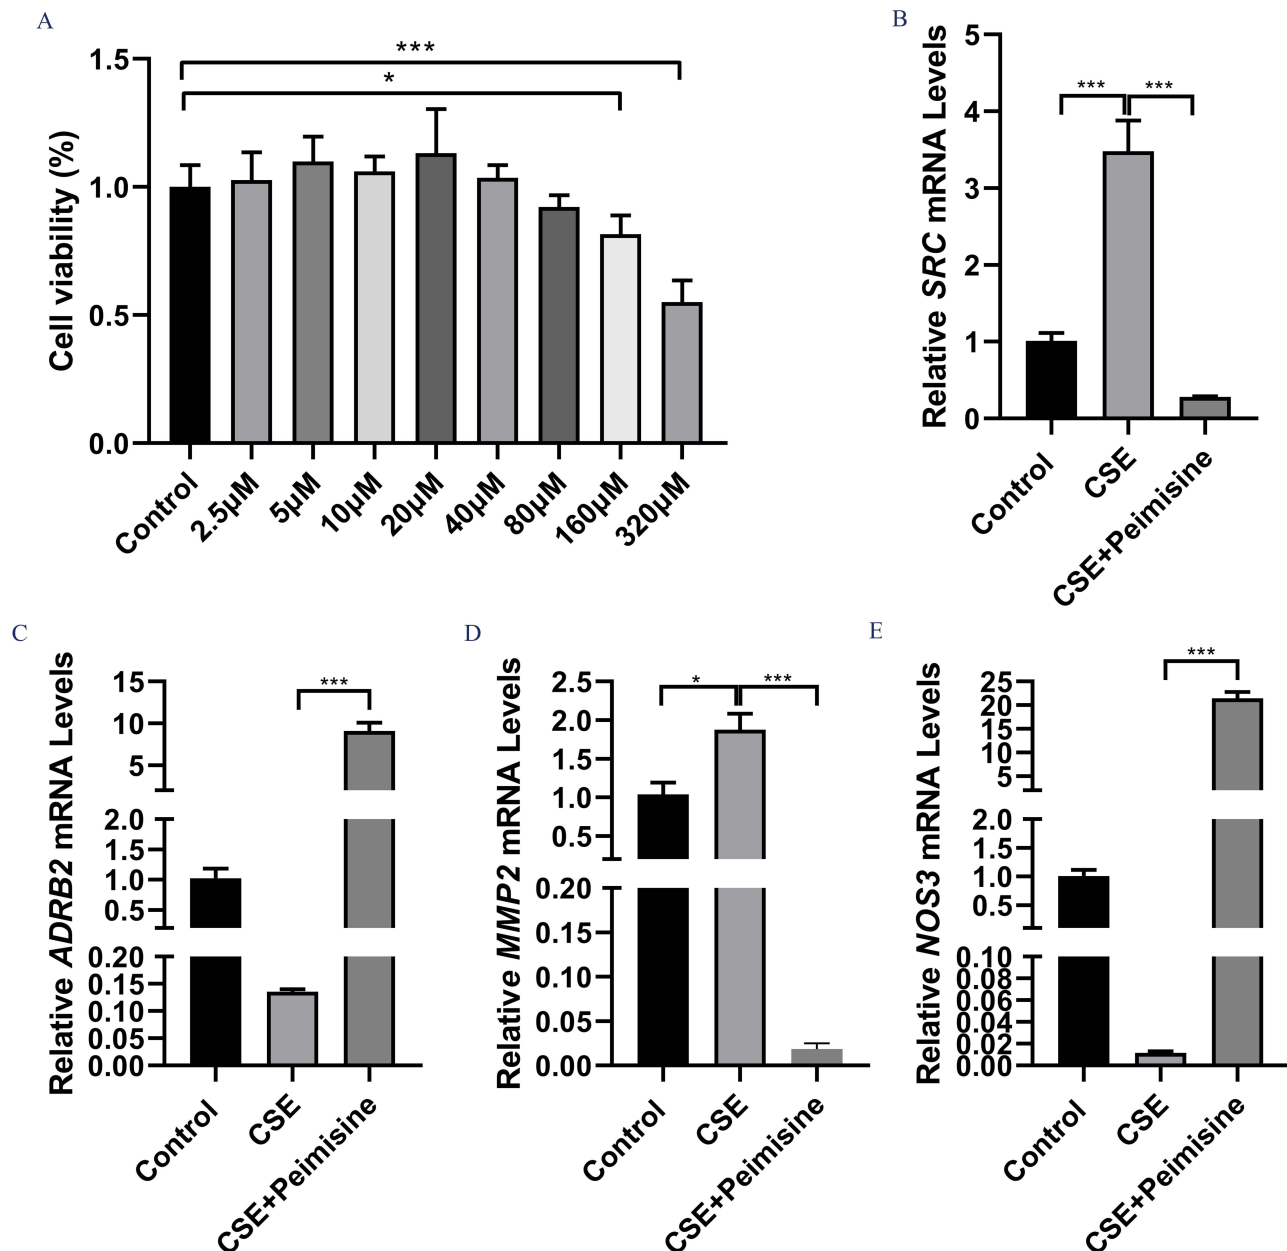 A
Cell viability (%)
1.5
1.0
0.5
0.0
***
*
Control
2.5μM
5μM
10μM
20μM
40μM
80μM
160μM
320μM
B
Relative SRC mRNA Levels
5
4
3
2
1
0
***
***
Control
CSE
CSE+Peimisine
C
Relative ADRB2 mRNA Levels
15
10
5
2.0
1.5
1.0
0.5
0.20
0.15
0.10
0.05
0.00
***
Control
CSE
CSE+Peimisine
D
Relative MMP2 mRNA Levels
2.5
2.0
1.5
1.0
0.5
0.20
0.15
0.10
0.05
0.00
*
***
Control
CSE
CSE+Peimisine
E
Relative NOS3 mRNA Levels
25
20
15
10
5
2.0
1.5
1.0
0.5
0.10
0.08
0.06
0.04
0.02
0.00
***
Control
CSE
CSE+Peimisine